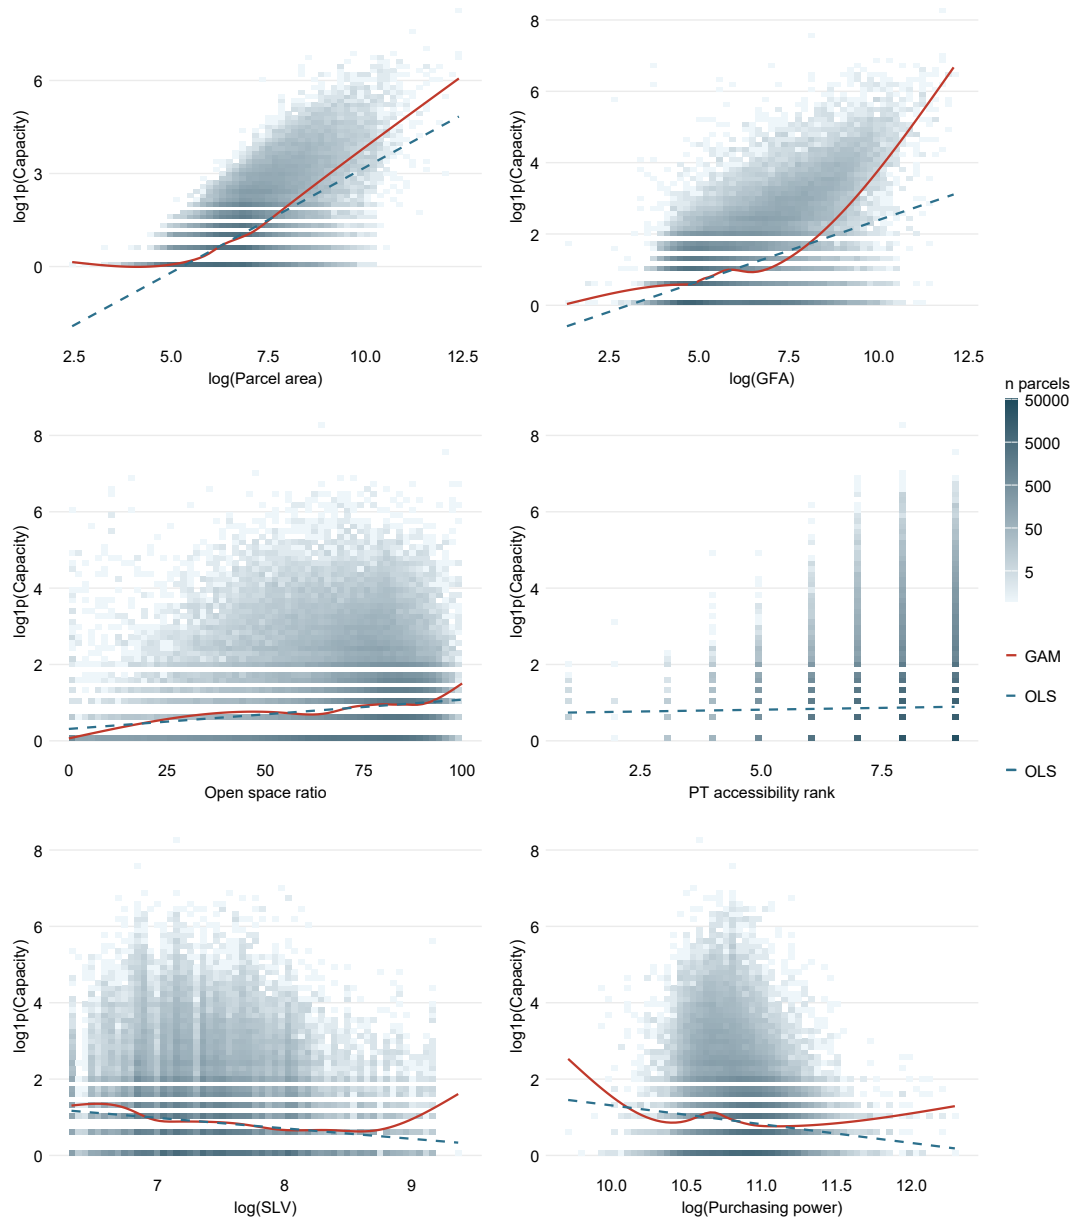 log1p(Capacity)
6
3
0
2.5 5.0 7.5 10.0 12.5
log(Parcel area)
log1p(Capacity)
8
6
4
2
0
2.5 5.0 7.5 10.0 12.5
log(GFA)
n parcels
50000
5000
500
50
5
GAM
OLS
OLS
log1p(Capacity)
8
6
4
2
0
0 25 50 75 100
Open space ratio
log1p(Capacity)
8
6
4
2
0
2.5 5.0 7.5
PT accessibility rank
log1p(Capacity)
8
6
4
2
0
7 8 9
log(SLV)
log1p(Capacity)
8
6
4
2
0
10.0 10.5 11.0 11.5 12.0
log(Purchasing power)